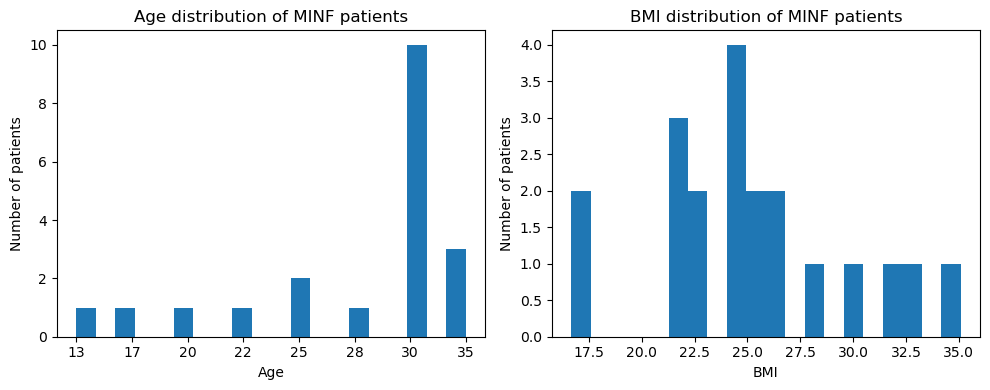 Age distribution of MINF patients
Number of patients
10
8
6
4
2
0
13 17 20 22 25 28 30 35
Age
BMI distribution of MINF patients
Number of patients
4.0
3.5
3.0
2.5
2.0
1.5
1.0
0.5
0.0
17.5 20.0 22.5 25.0 27.5 30.0 32.5 35.0
BMI